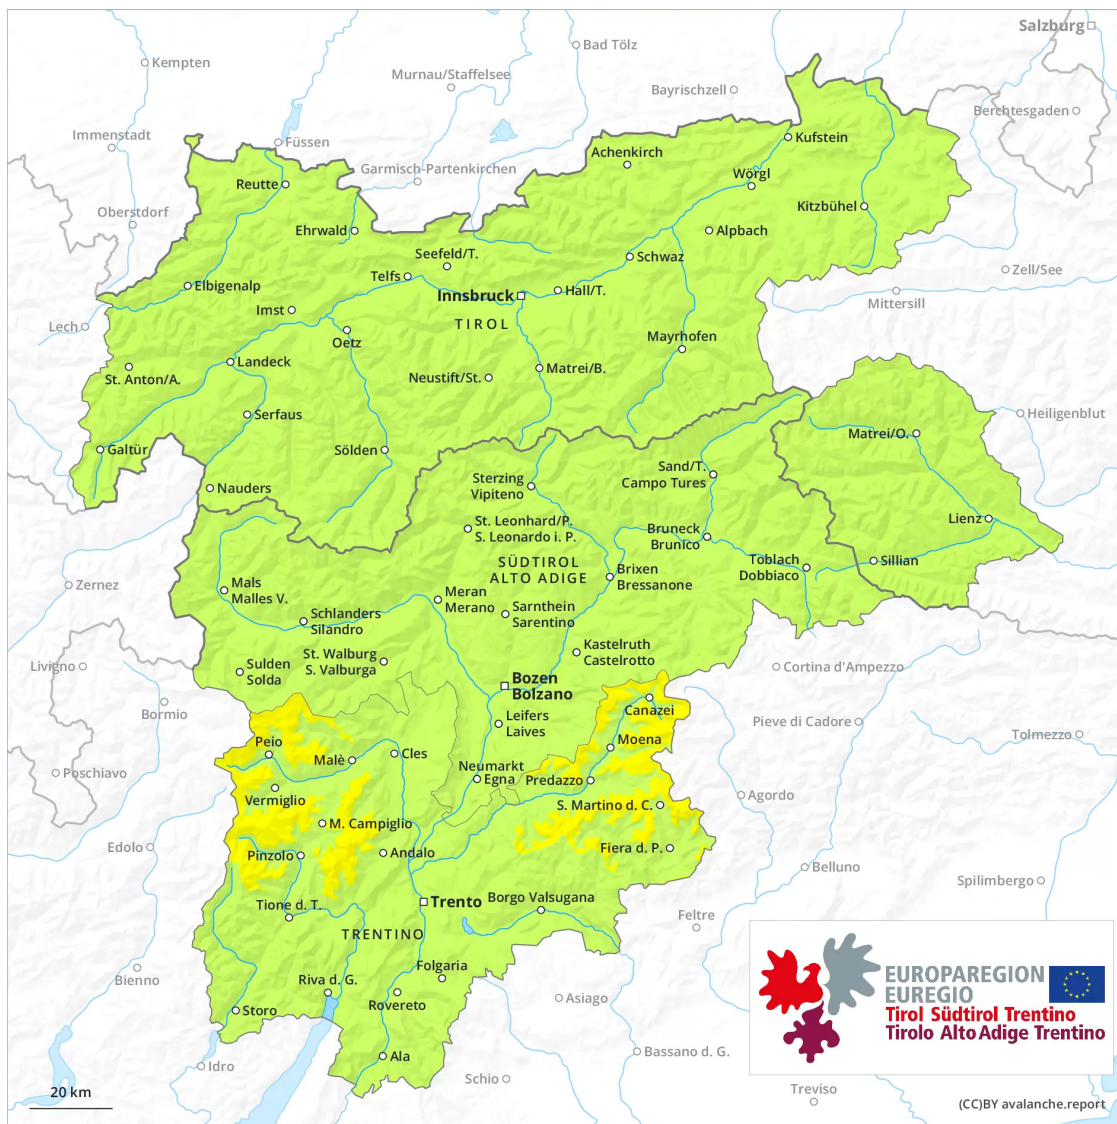 Salzburg
Bad Tölz
Kempten
Murnau/Staffelsee
Bayrischzell
Berchtesgaden
Immenstadt
Füssen
Kufstein
Achenkirch
Garmisch-Partenkirchen
Wörgl
Reutte
Kitzbühel
Oberstdorf
Ehrwald
Alpbach
Seefeld/T.
Schwaz
Telfs
Zell/See
Elbigenalp
Innsbruck
Hall/T.
Mittersill
Imst
TIROL
Lech
Oetz
Mayrhofen
Landeck
Matrei/B.
St. Anton/A.
Neustift/St.
Serfaus
Heiligenblut
Matrei/O.
Galtür
Sölden
Sand/T.
Campo Tures
Sterzing
Vipiteno
Nauders
St. Leonhard/P.
S. Leonardo i. P.
Lienz
Bruneck
Brunico
SÜDTIROL
ALTO ADIGE
Toblach
Dobbiaco
Sillian
Brixen
Bressanone
Zernez
Mals
Malles V.
Meran
Merano
Schlanders
Silandro
Sarnthein
Sarentino
Kastelruth
Castelrotto
St. Walburg
S. Valburga
Livigno
Sulden
Solda
Cortina d'Ampezzo
Bozen
Bolzano
Bormio
Canazei
Leifers
Laives
Pieve di Cadore
Tolmezzo
Peio
Moena
Cles
Malè
Poschiavo
Neumarkt
Egna
Predazzo
Vermiglio
Agordo
S. Martino d. C.
M. Campiglio
Edolo
Pinzolo
Andalo
Fiera d. P.
Belluno
Spilimbergo
Trento
Borgo Valsugana
Tione d. T.
Feltre
TRENTINO
Bienno
Folgaria
Riva d. G.
Rovereto
Asiago
Storo
EUROPAREGION
EUREGIO
Tirol Südtirol Trentino
Tirolo Alto Adige Trentino
Ala
Bassano d. G.
Idro
Schio
Treviso
20 km
(CC)BY avalanche.report